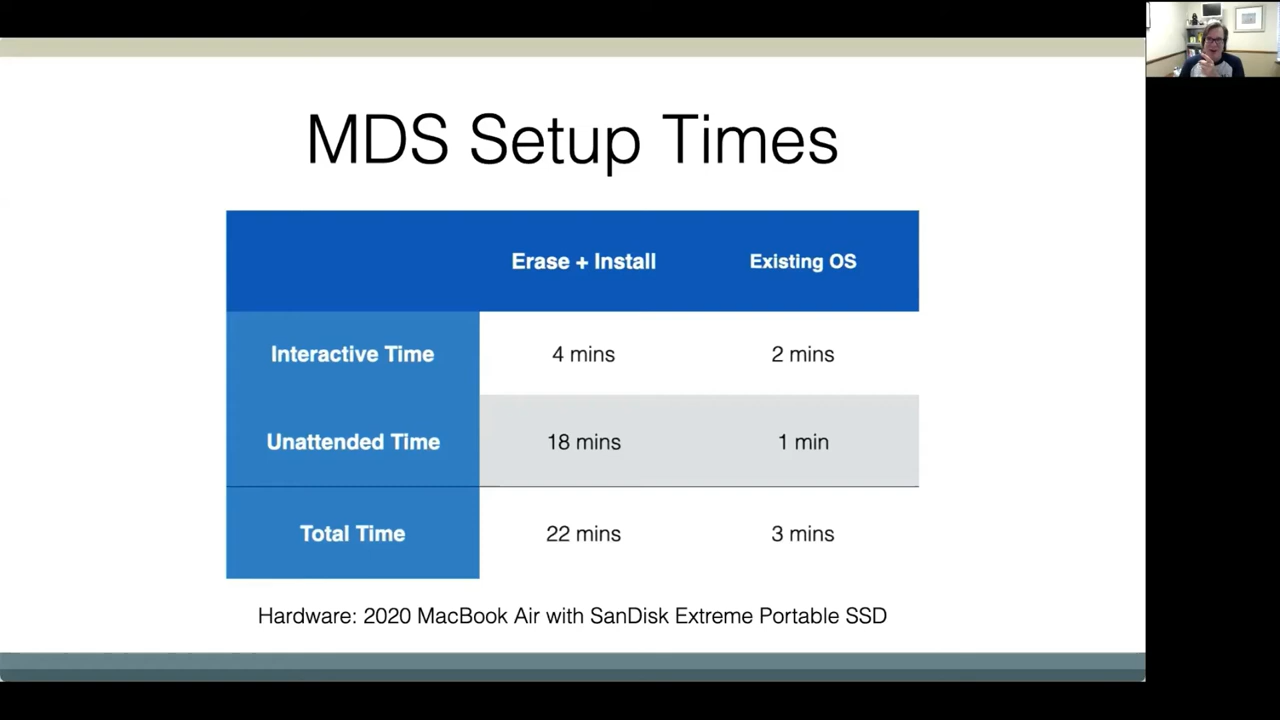 MDS Setup Times
Erase + Install Existing OS
Interactive Time 4 mins 2 mins
Unattended Time 18 mins 1 min
Total Time 22 mins 3 mins
Hardware: 2020 MacBook Air with SanDisk Extreme Portable SSD